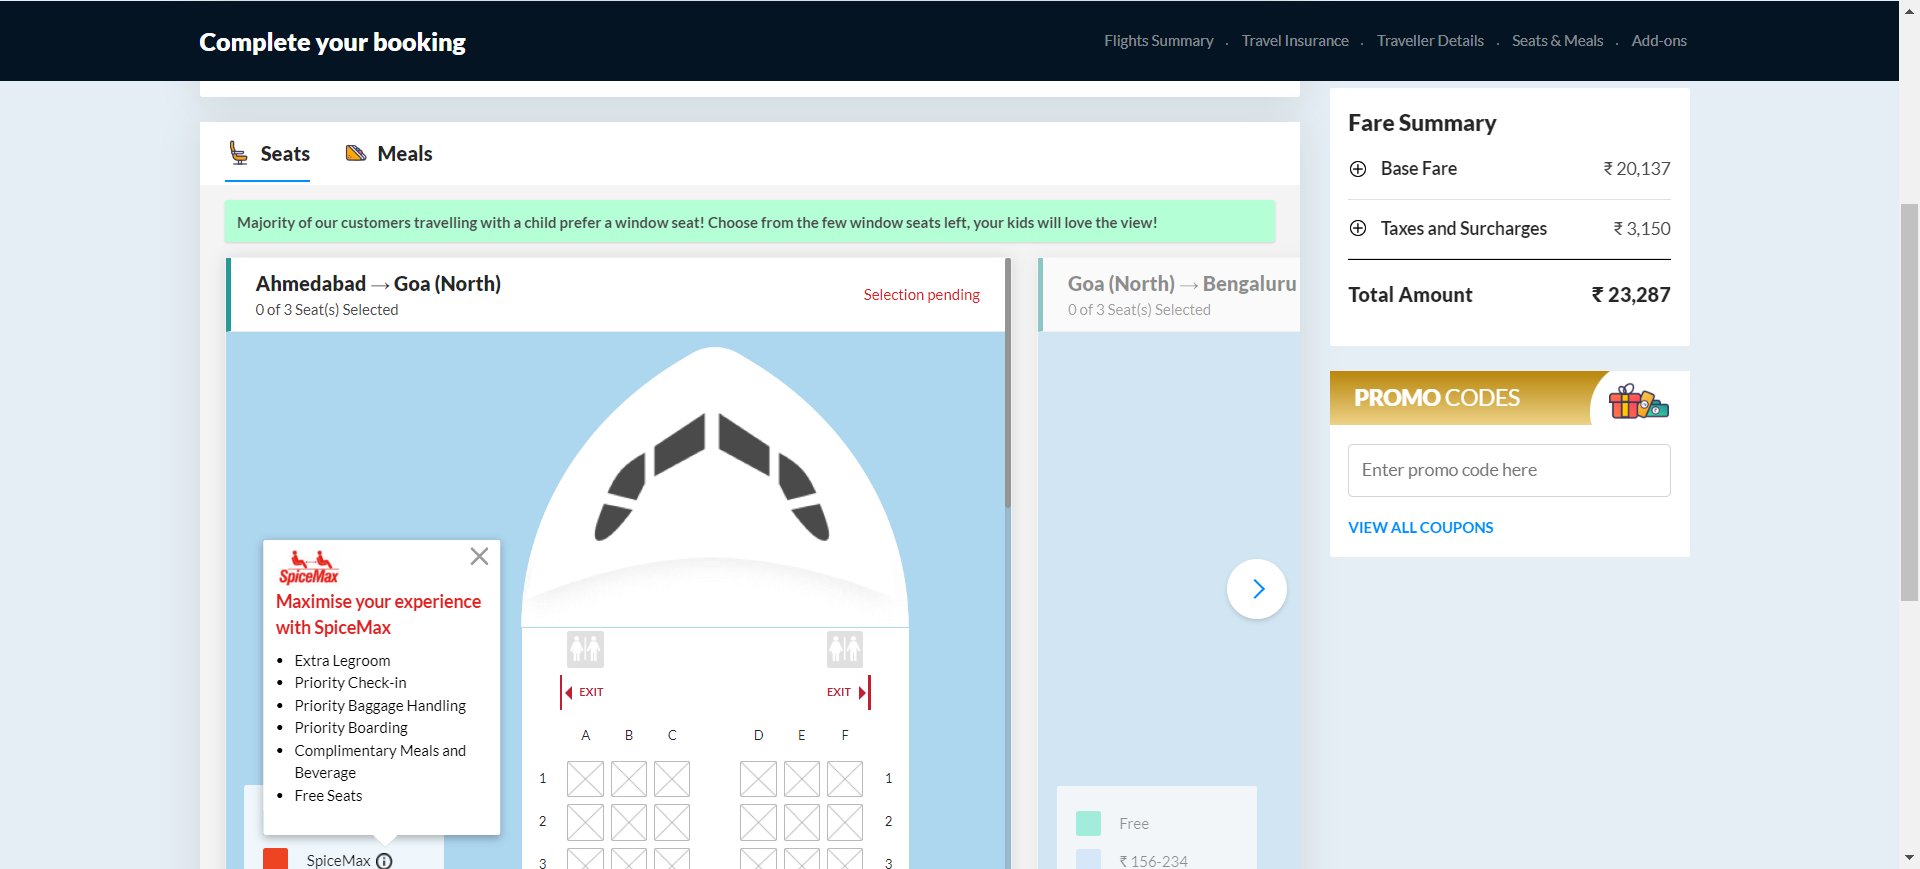 Complete your booking
Flights Summary . Travel Insurance . Traveller Details . Seats & Meals . Add-ons
Seats
Meals
Majority of our customers travelling with a child prefer a window seat! Choose from the few window seats left, your kids will love the view!
Ahmedabad → Goa (North)
0 of 3 Seat(s) Selected
Selection pending
Goa (North) → Bengaluru
0 of 3 Seat(s) Selected
SpiceMax
Maximise your experience
with SpiceMax
• Extra Legroom
• Priority Check-in
• Priority Baggage Handling
• Priority Boarding
• Complimentary Meals and
Beverage
• Free Seats
SpiceMax
EXIT EXIT
A B C D E F
1 1
2 2
3 3
Free
₹ 156-234
Fare Summary
Base Fare ₹ 20,137
Taxes and Surcharges ₹ 3,150
Total Amount ₹ 23,287
PROMO CODES
Enter promo code here
VIEW ALL COUPONS